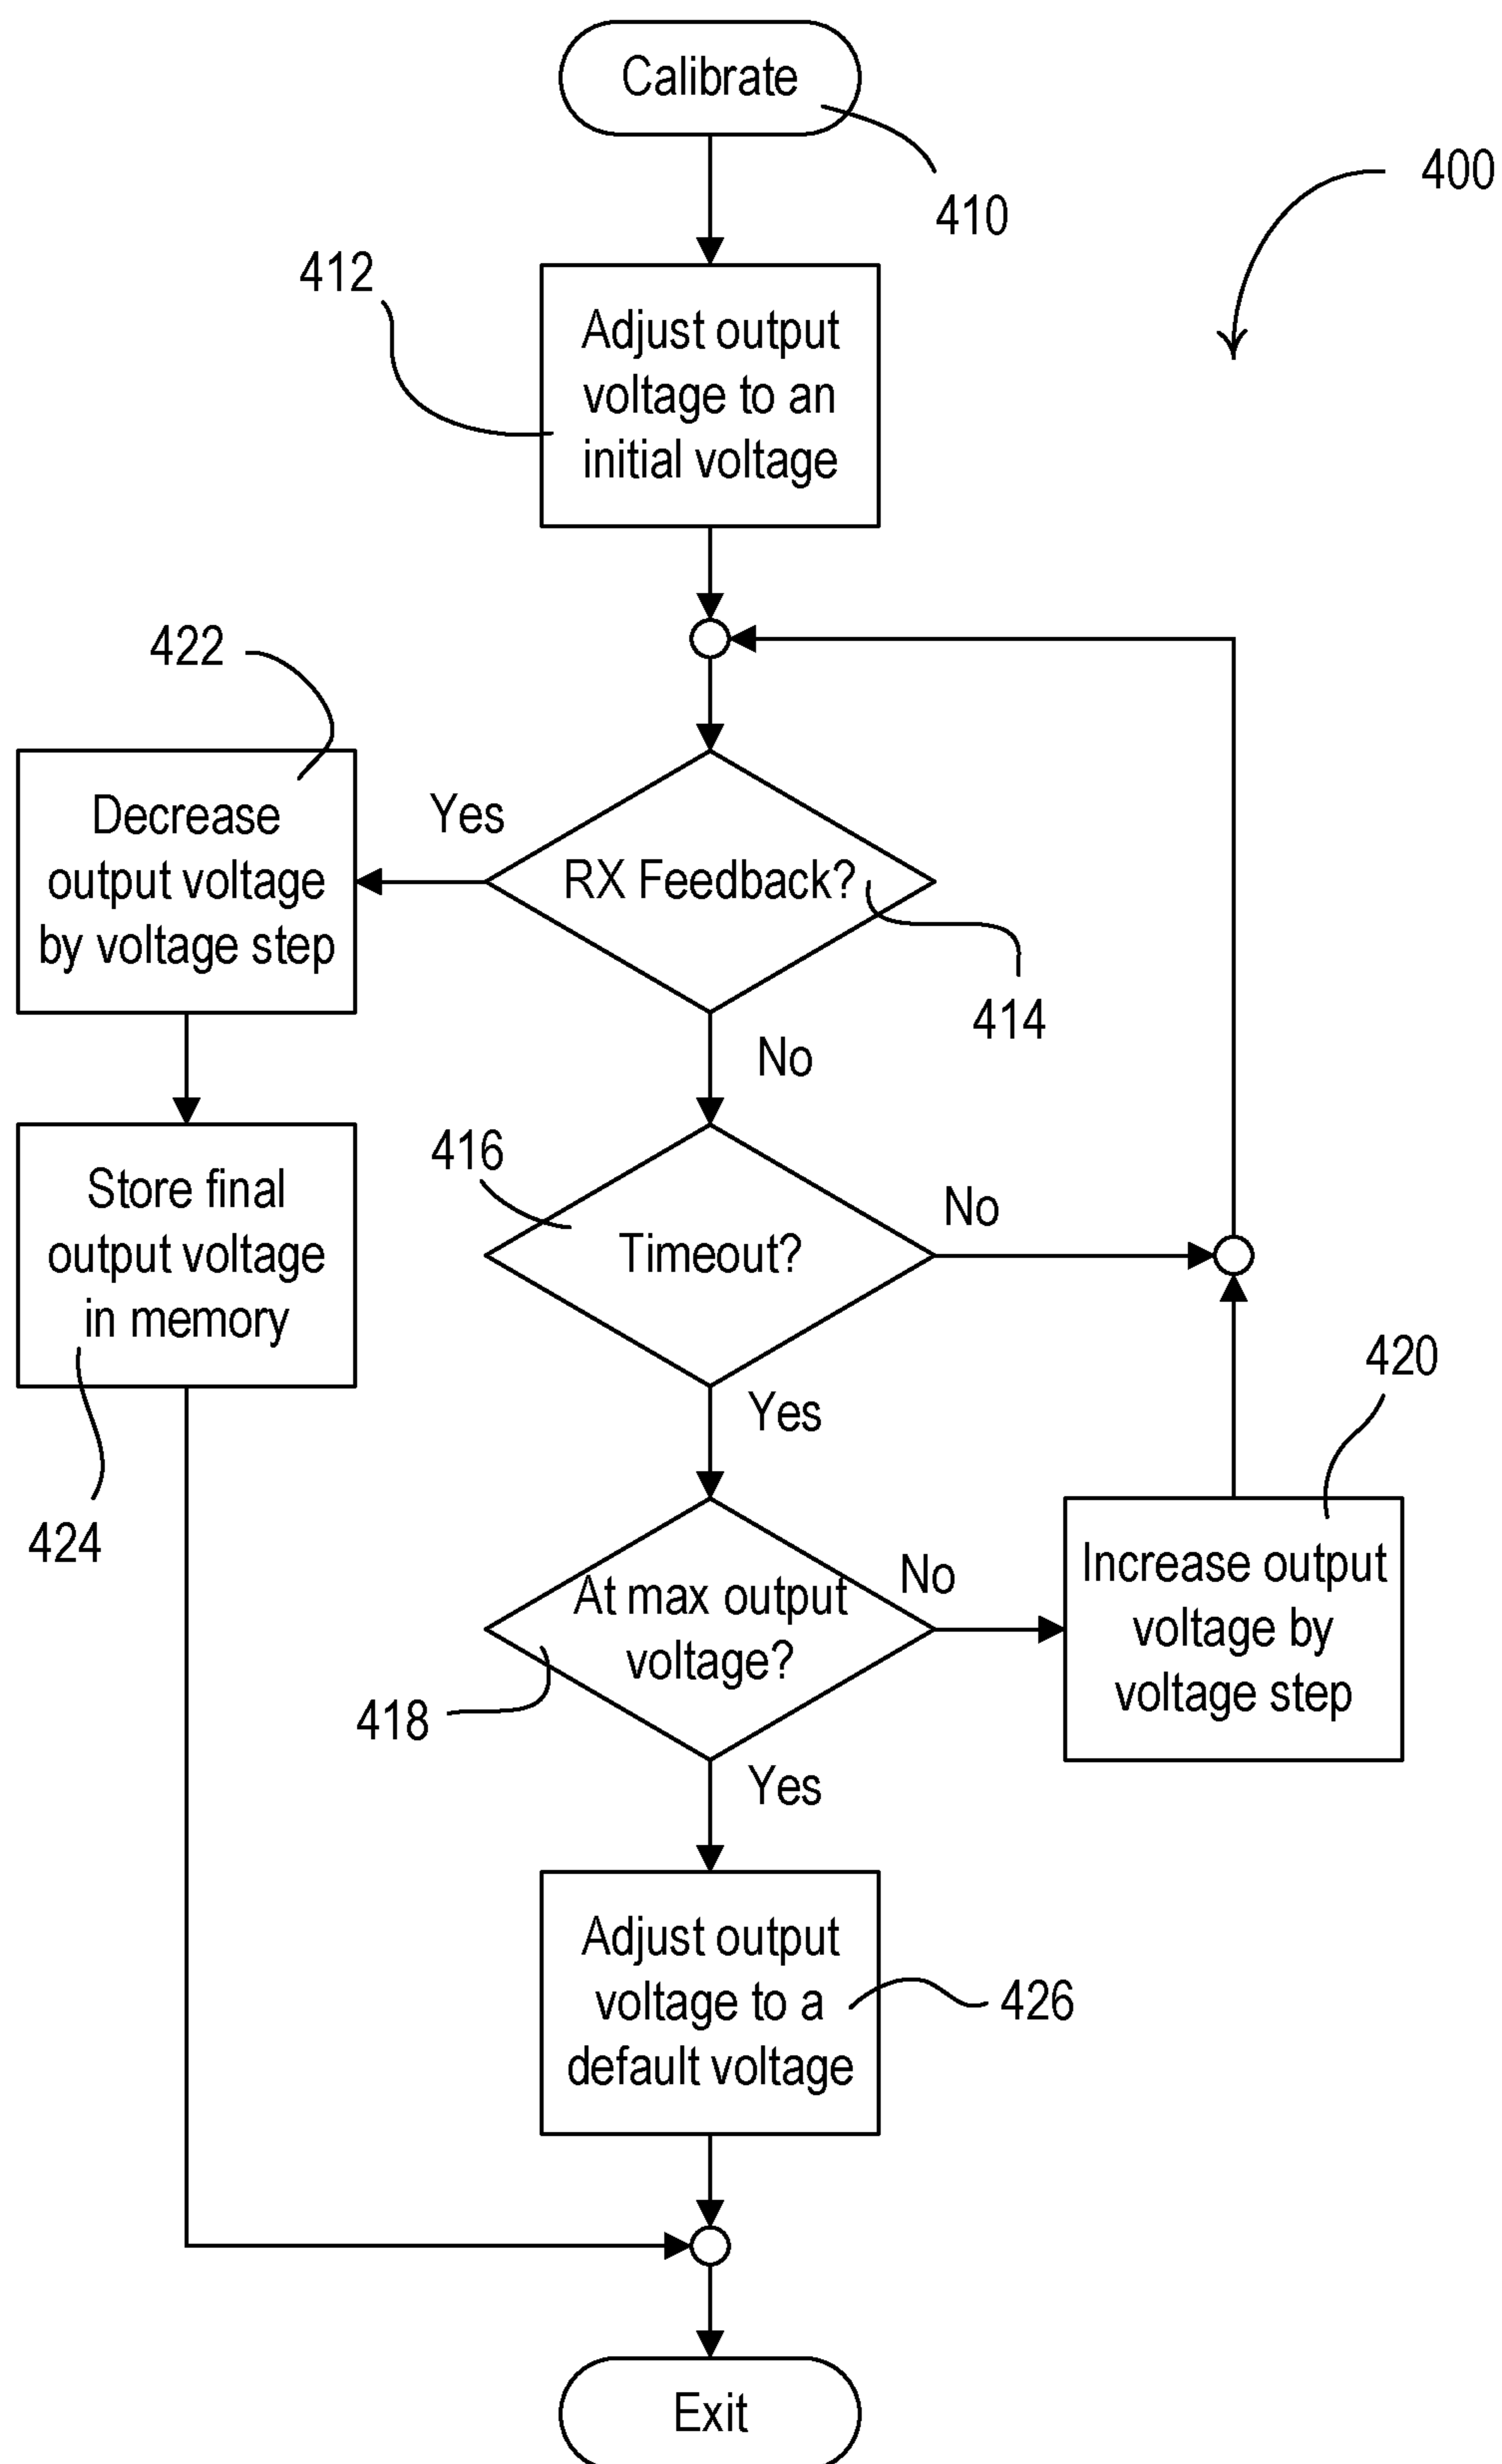 Calibrate
410
400
412
Adjust output
voltage to an
initial voltage
422
Decrease
output voltage
by voltage step
Yes
RX Feedback?
414
No
416
Timeout?
No
Store final
output voltage
in memory
424
Yes
420
At max output
voltage?
No
418
Increase output
voltage by
voltage step
Yes
Adjust output
voltage to a
default voltage
426
Exit